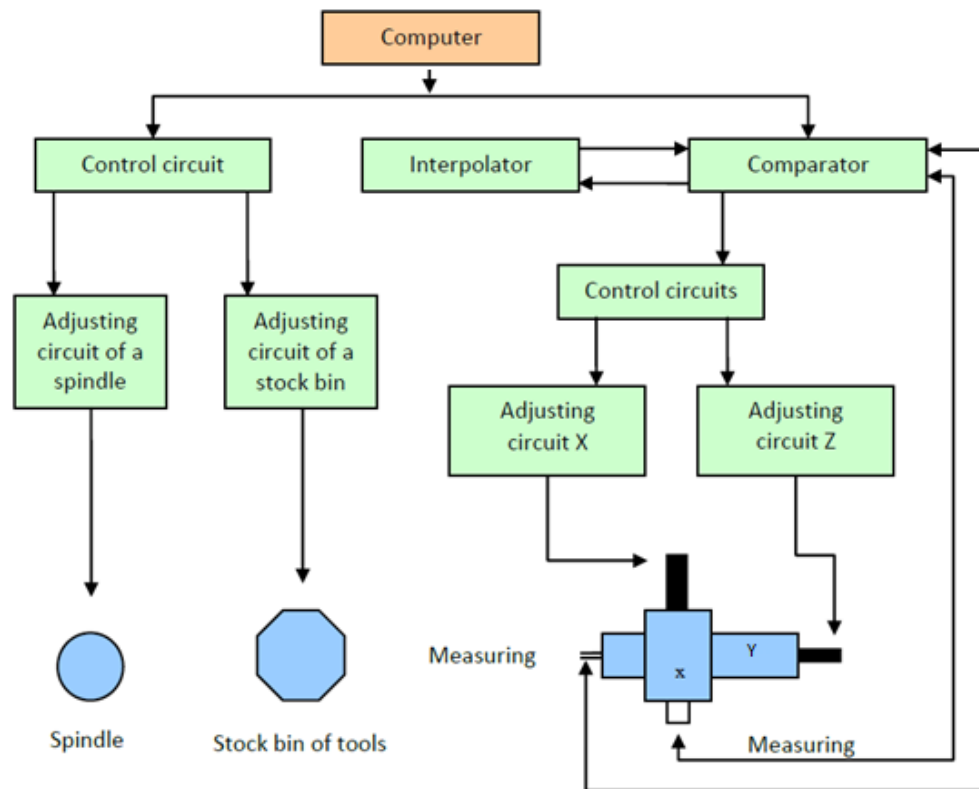 Computer
Control circuit
Interpolator
Comparator
Control circuits
Adjusting
circuit of a
spindle
Adjusting
circuit of a
stock bin
Adjusting
circuit X
Adjusting
circuit Z
Measuring
Y
x
Spindle
Stock bin of tools
Measuring